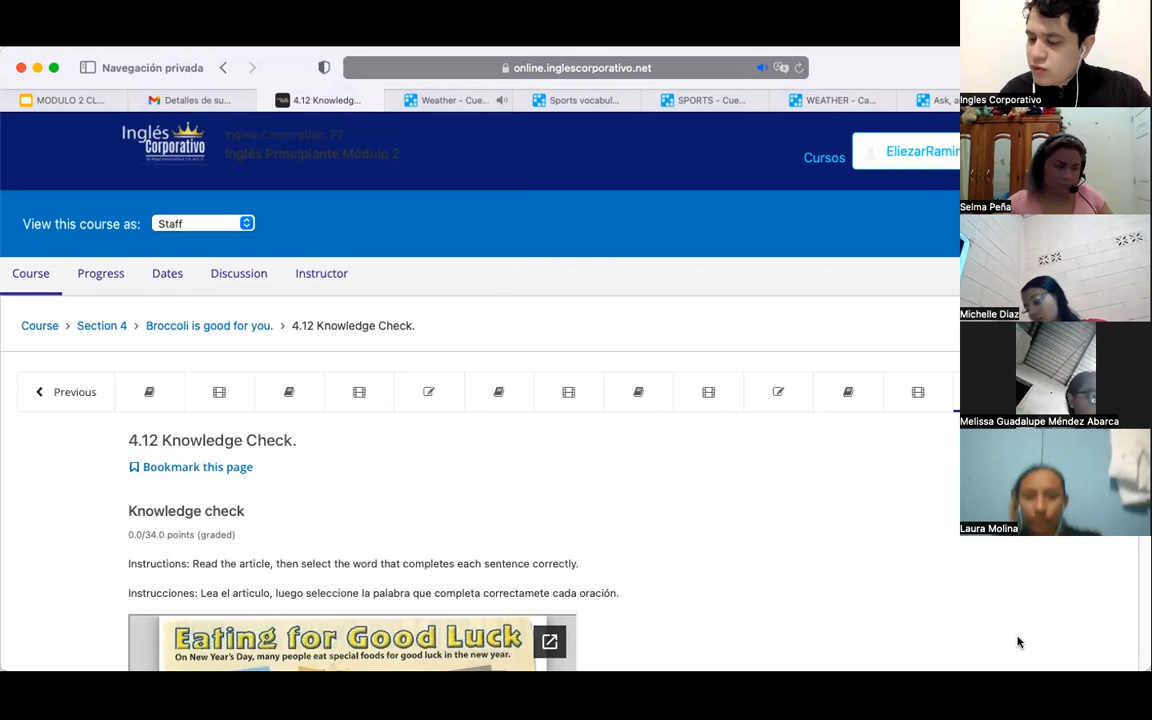 Navegación privada
online.inglescorporativo.net
MODULO 2 CL...
Detalles de su...
4.12 Knowledg...
Weather - Cue...
Sports vocabul...
SPORTS - Cue...
WEATHER - Ca...
Ask, a
Inglés
Corporativo
Ingles-Corporativo: P2
Inglés Principiante Módulo 2
Cursos
EliezarRamir
View this course as:
Staff
Course
Progress
Dates
Discussion
Instructor
Course > Section 4 > Broccoli is good for you. > 4.12 Knowledge Check.
Previous
4.12 Knowledge Check.
Bookmark this page
Knowledge check
0.0/34.0 points (graded)
Instructions: Read the article, then select the word that completes each sentence correctly.
Instrucciones: Lea el articulo, luego seleccione la palabra que completa correctamete cada oración.
Eating for Good Luck
On New Year's Day, many people eat special foods for good luck in the new year.
Ingles Corporativo
Selma Peña
Michelle Diaz
Melissa Guadalupe Méndez Abarca
Laura Molina